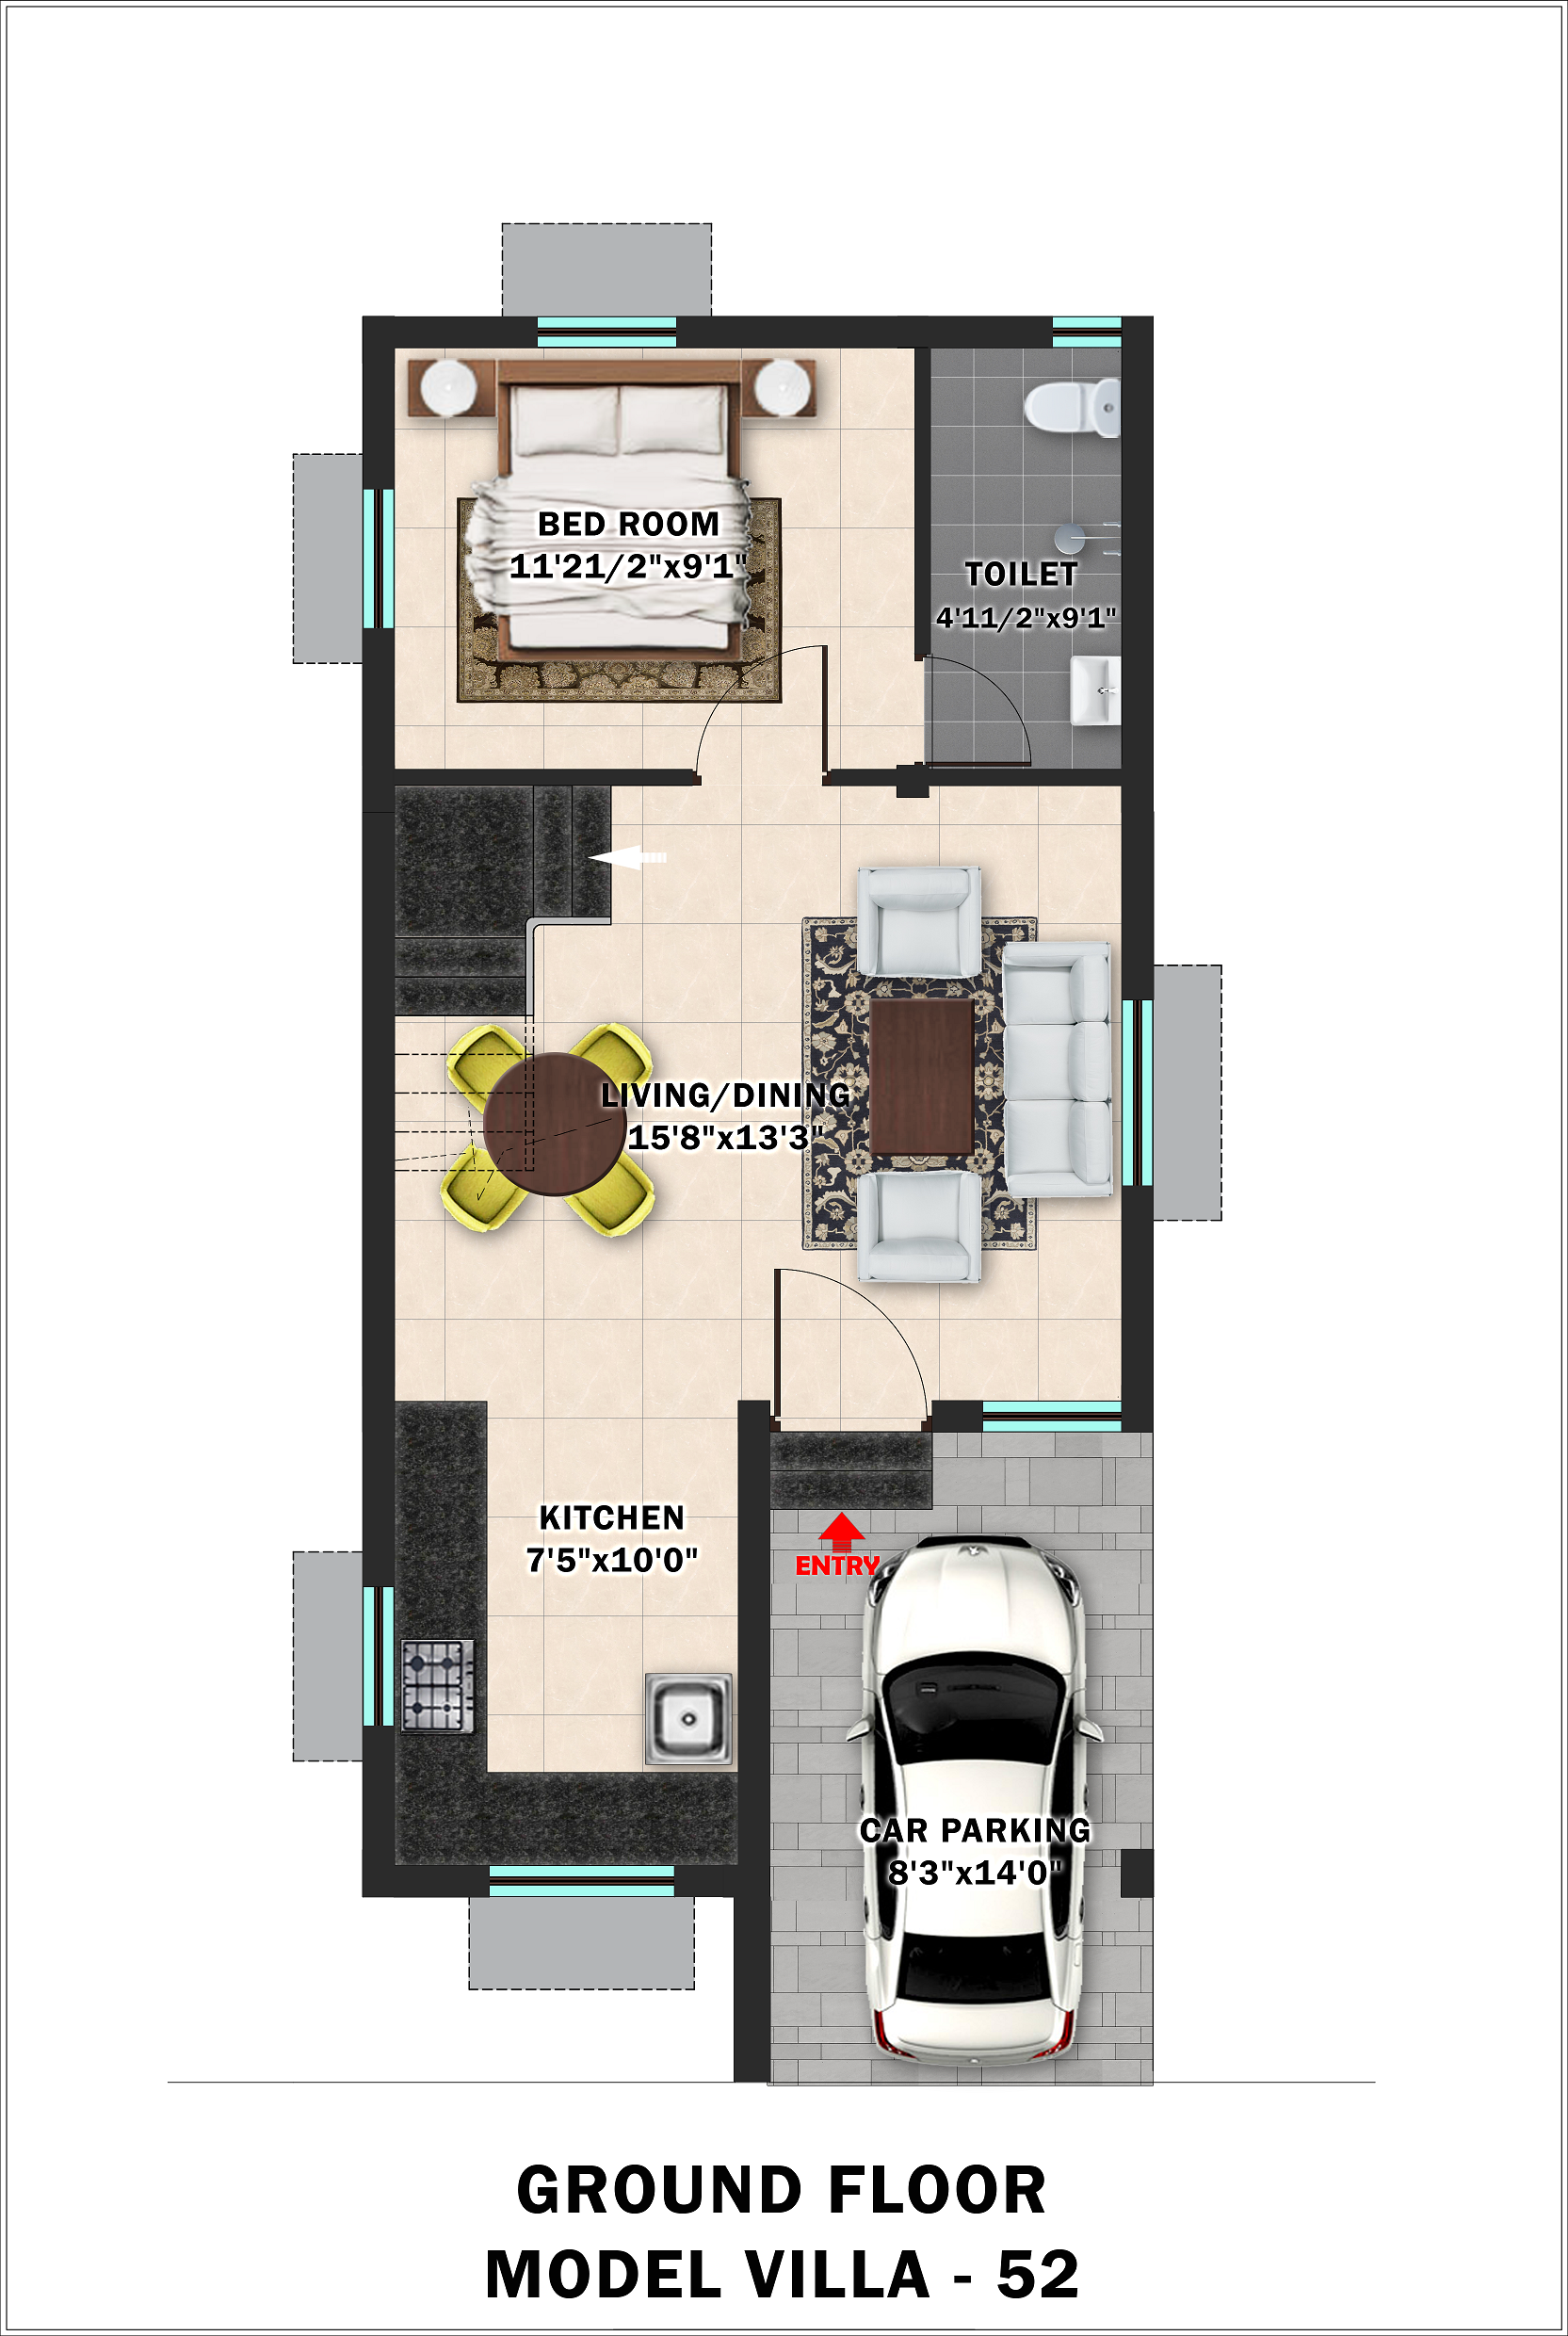 BED ROOM
11'21/2"x9'1"
TOILET
4'11/2"x9'1"
LIVING/DINING
15'8"x13'3"
KITCHEN
7'5"x10'0"
ENTRY
CAR PARKING
8'3"x14'0"
GROUND FLOOR
MODEL VILLA - 52